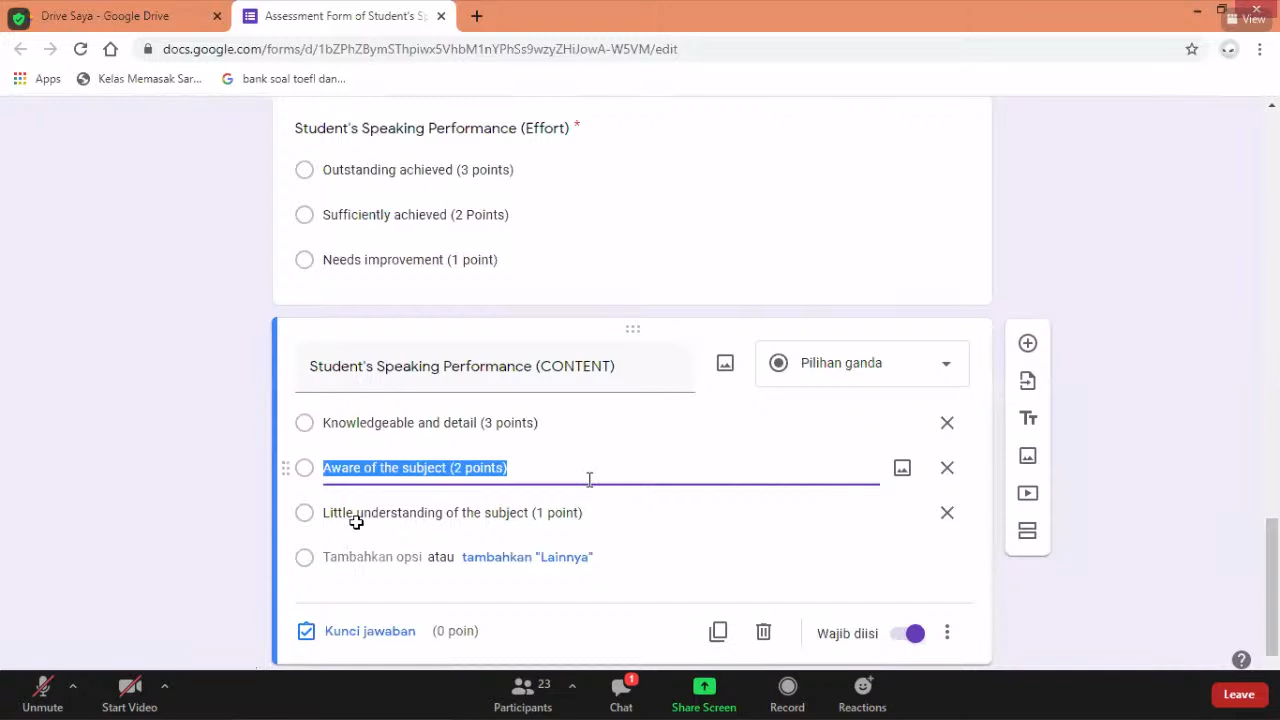 Drive Saya - Google Drive
Assessment Form of Student's S
View
docs.google.com/forms/d/1bZPhZBymSThpiwx5VhbM1nYPhSs9wzyZHiJowA-W5VM/edit
Apps
Kelas Memasak Sar...
bank soal toefl dan...
Student's Speaking Performance (Effort) *
Outstanding achieved (3 points)
Sufficiently achieved (2 Points)
Needs improvement (1 point)
Student's Speaking Performance (CONTENT)
Pilihan ganda
Knowledgeable and detail (3 points)
Aware of the subject (2 points)
Little understanding of the subject (1 point)
Tambahkan opsi atau tambahkan "Lainnya"
Kunci jawaban (0 poin)
Wajib diisi
Unmute
Start Video
23
Participants
1
Chat
Share Screen
Record
Reactions
Leave